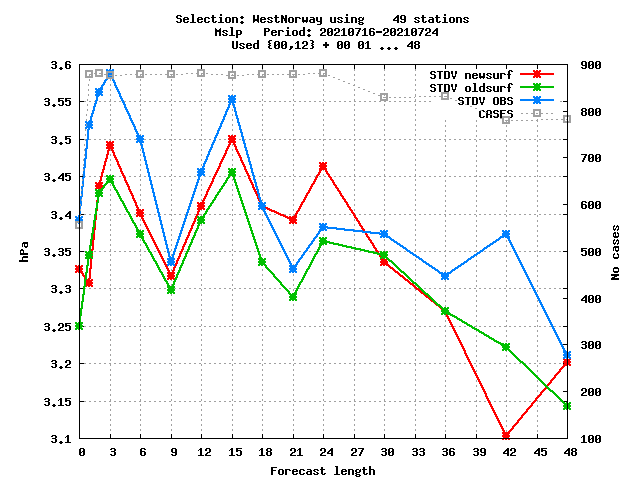 Selection: WestNorway using    49 stations
Mslp   Period: 20210716-20210724
Used {00,12} + 00 01 ... 48
STDV newsurf
STDV oldsurf
STDV OBS
CASES
hPa
3,6
3,55
3,5
3,45
3,4
3,35
3,3
3,25
3,2
3,15
3,1
900
800
700
600
500
400
300
200
100
No cases
0 3 6 9 12 15 18 21 24 27 30 33 36 39 42 45 48
Forecast length